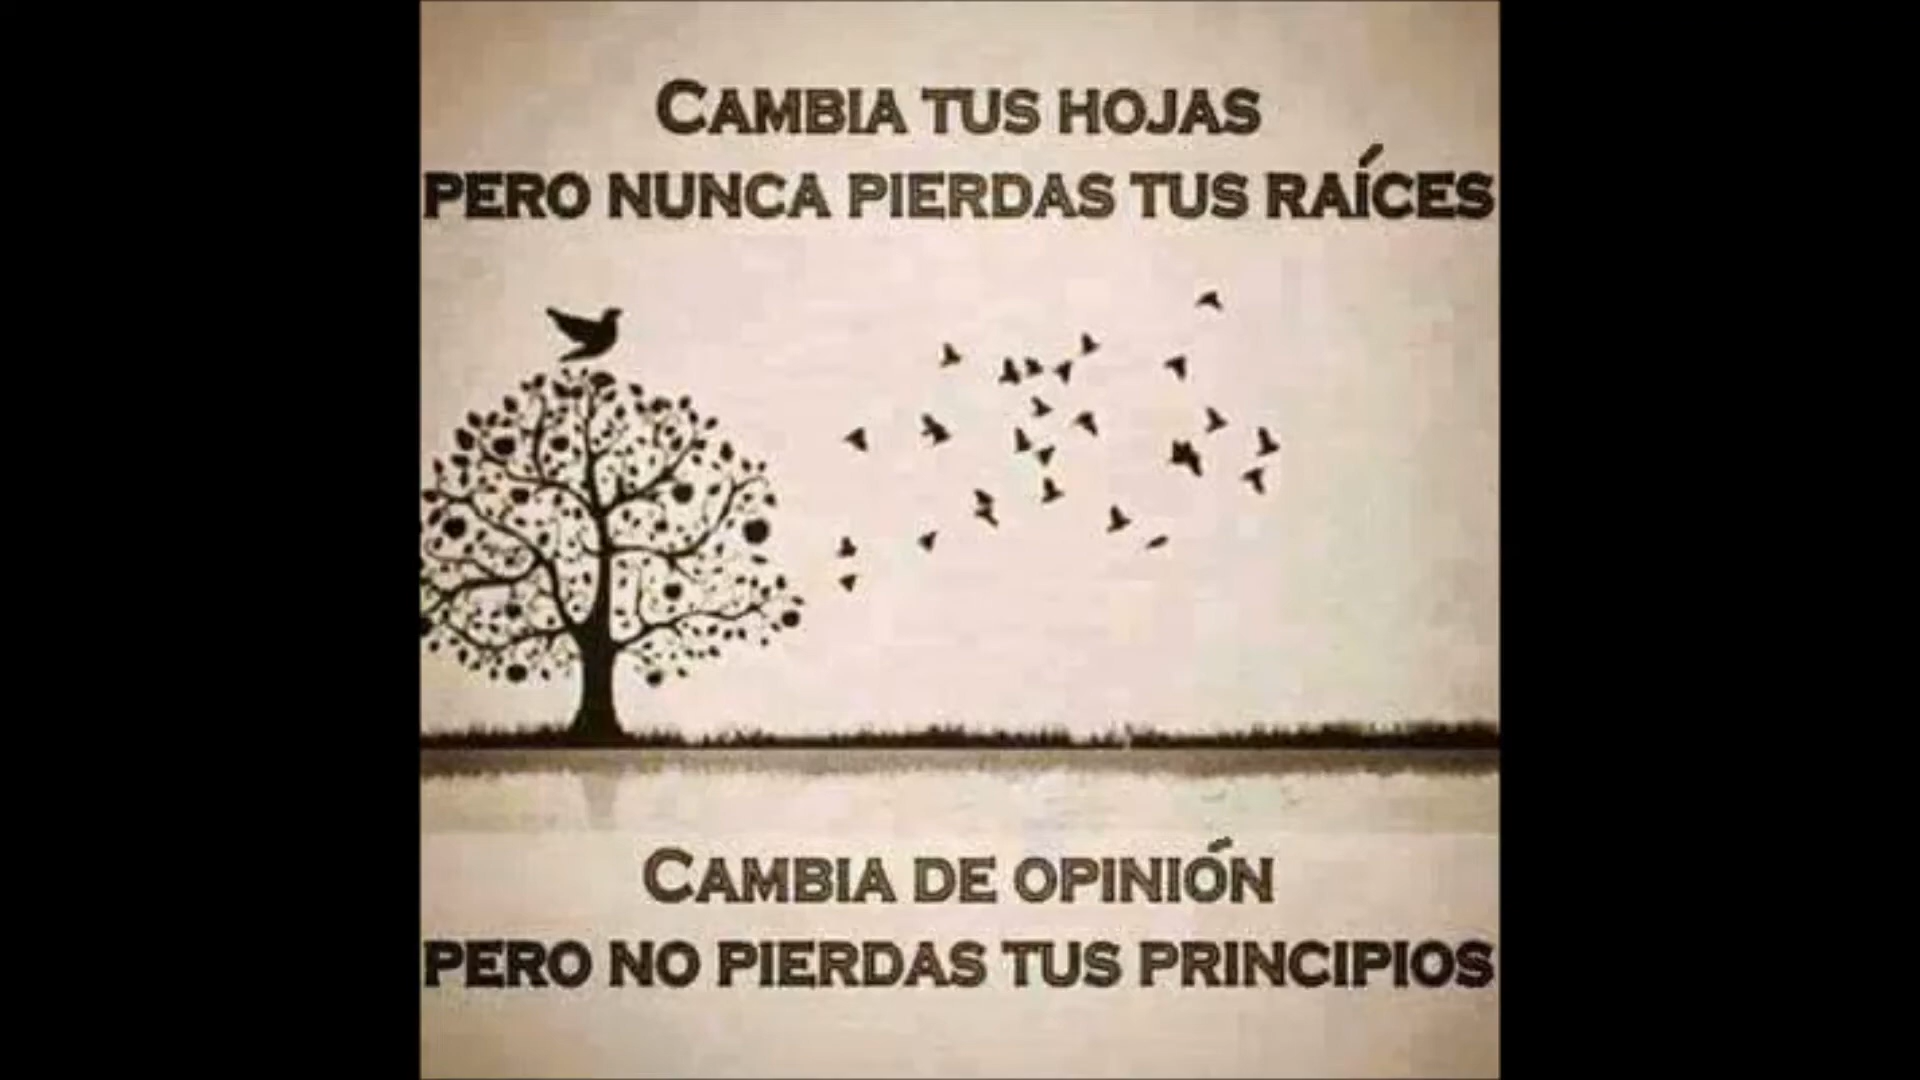 CAMBIA TUS HOJAS
PERO NUNCA PIERDAS TUS RAÍCES
CAMBIA DE OPINIÓN
PERO NO PIERDAS TUS PRINCIPIOS